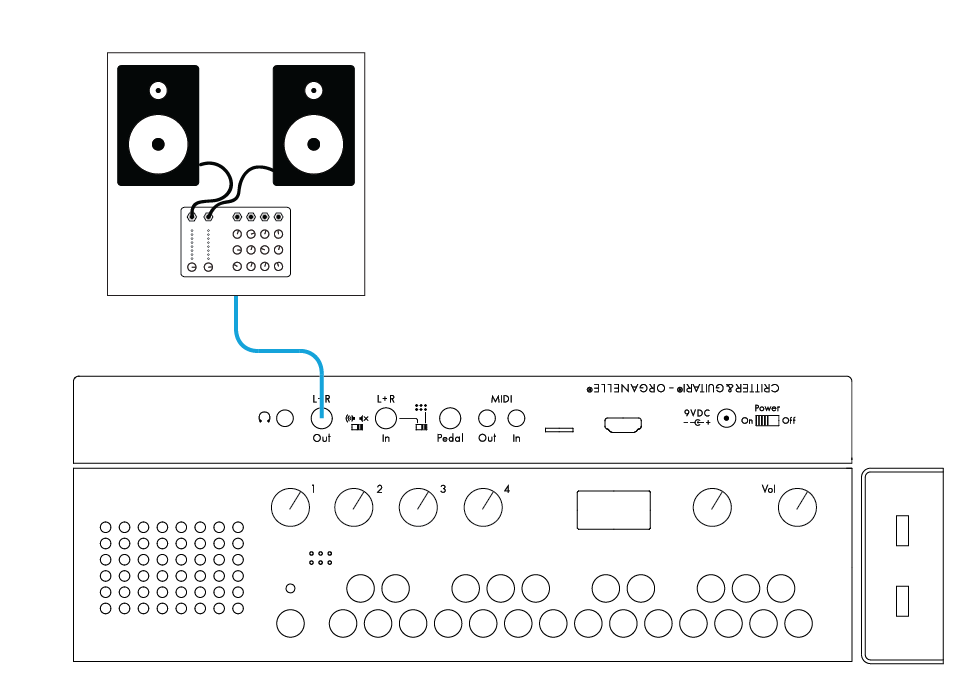 CRITTER&GUITARI® - ORGANELLE®
L+R
L+R
MIDI
9VDC
Power
- +
On
Off
Out
In
Pedal
Out
In
1
2
3
4
Vol